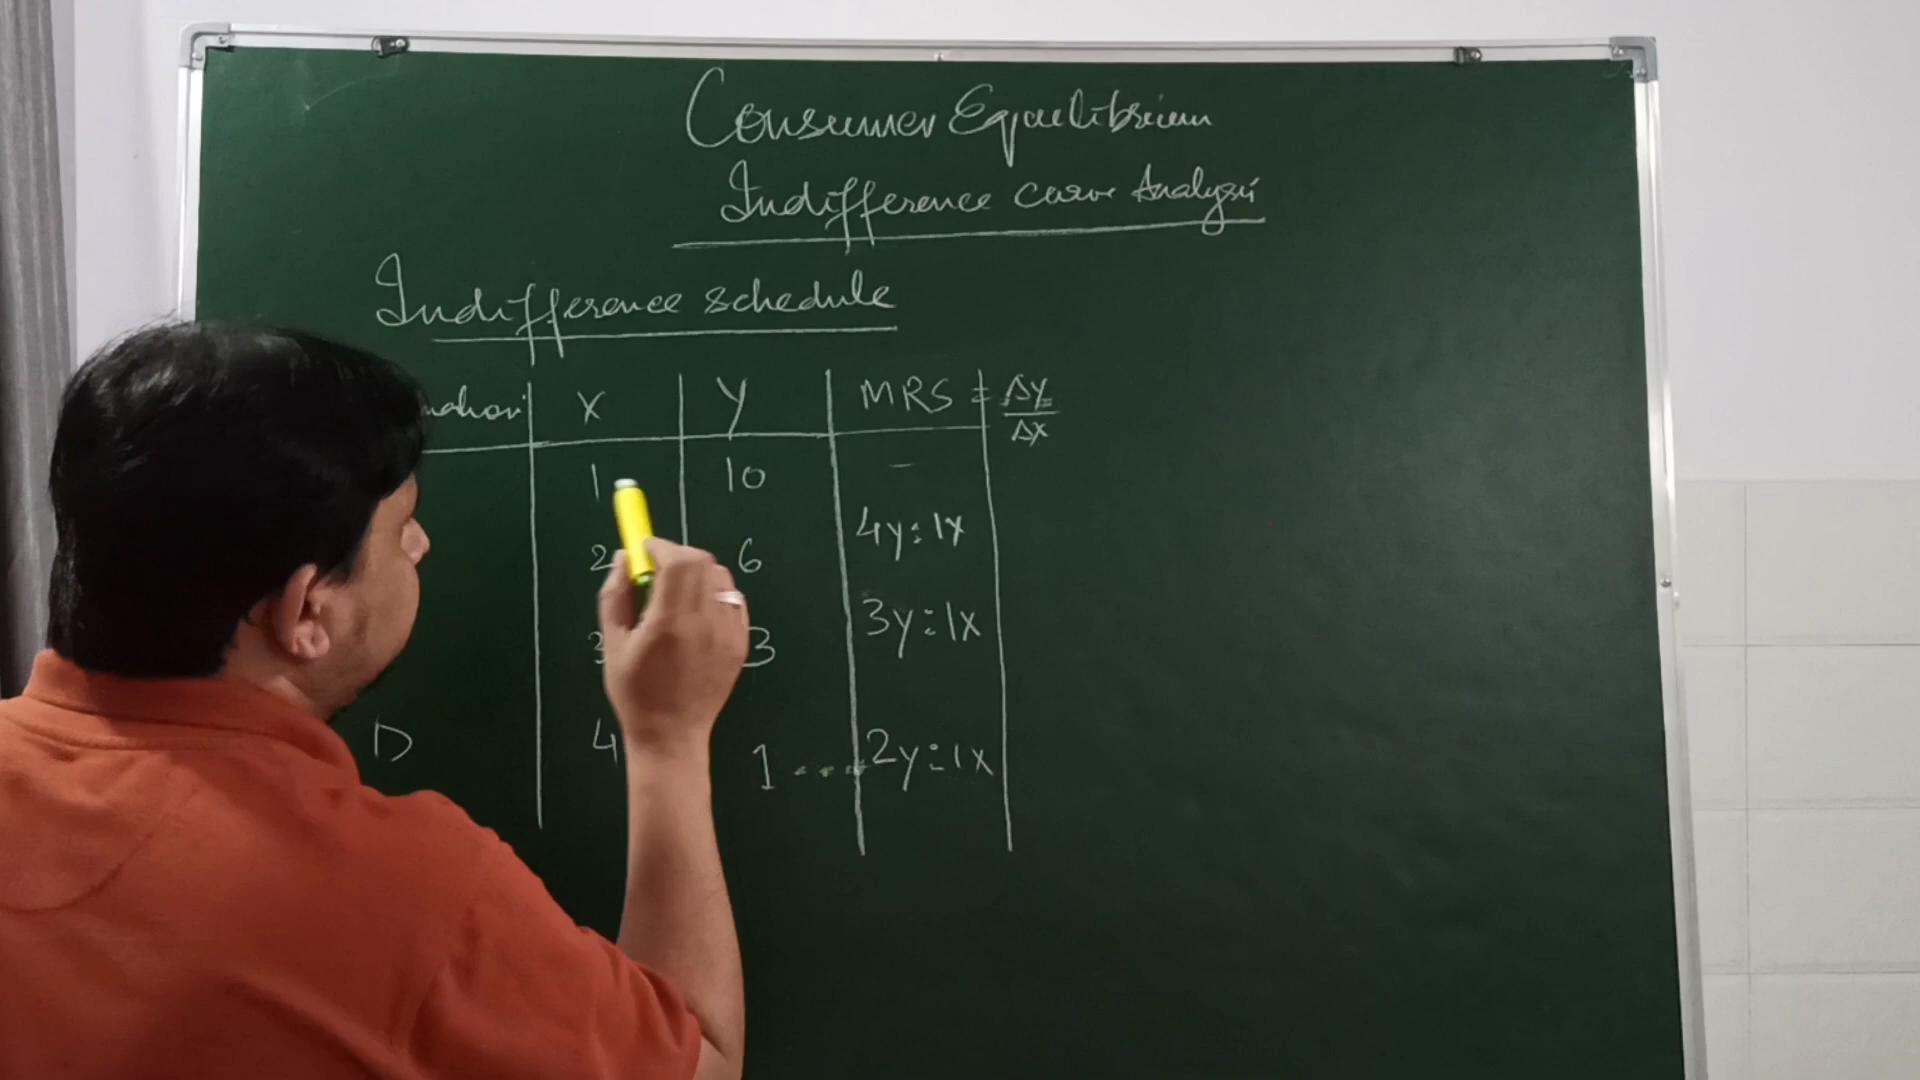 Consumer Equilibrium
Indifference curve Analysis
Indifference schedule
X Y MRS = Δy/Δx
1 10 –
4y:1x
2 6
3y:1x
3 3
D 4 1 .... 2y:1x